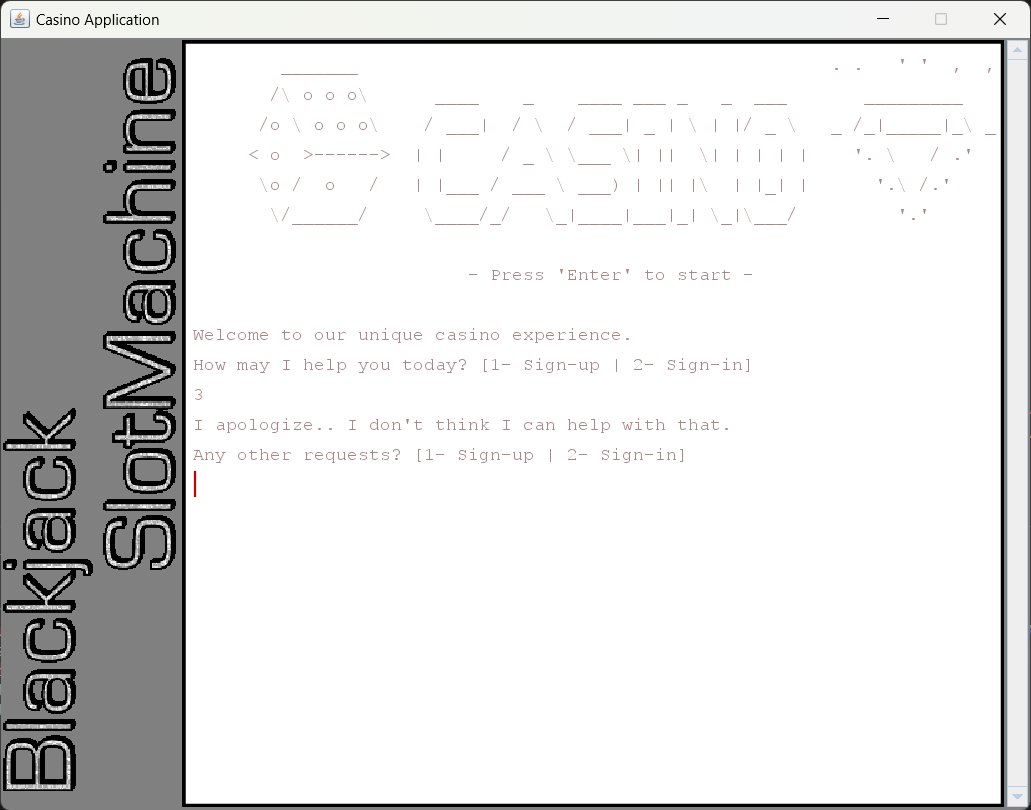 Casino Application
Blackjack
SlotMachine
- Press 'Enter' to start -
Welcome to our unique casino experience.
How may I help you today? [1- Sign-up | 2- Sign-in]
3
I apologize.. I don't think I can help with that.
Any other requests? [1- Sign-up | 2- Sign-in]